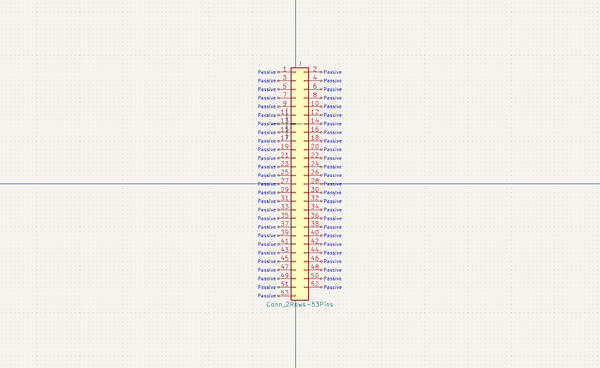 J
Passive 1 2 Passive
Passive 3 4 Passive
Passive 5 6 Passive
Passive 7 8 Passive
Passive 9 10 Passive
Passive 11 12 Passive
Passive 13 14 Passive
Passive 15 16 Passive
Passive 17 18 Passive
Passive 19 20 Passive
Passive 21 22 Passive
Passive 23 24 Passive
Passive 25 26 Passive
Passive 27 28 Passive
Passive 29 30 Passive
Passive 31 32 Passive
Passive 33 34 Passive
Passive 35 36 Passive
Passive 37 38 Passive
Passive 39 40 Passive
Passive 41 42 Passive
Passive 43 44 Passive
Passive 45 46 Passive
Passive 47 48 Passive
Passive 49 50 Passive
Passive 51 52 Passive
Passive 53
Conn_2Rows-53Pins